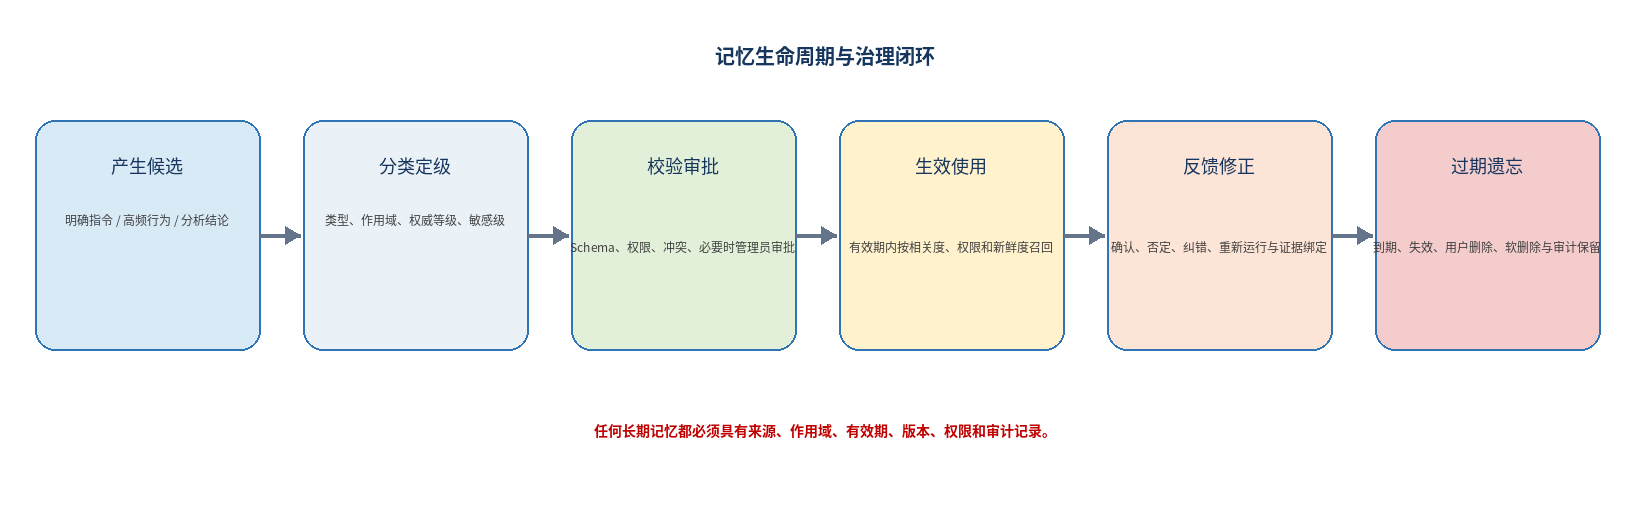 记忆生命周期与治理闭环
产生候选
明确指令 / 高频行为 / 分析结论
分类定级
类型、作用域、权威等级、敏感级
校验审批
Schema、权限、冲突、必要时管理员审批
生效使用
有效期内按相关度、权限和新鲜度召回
反馈修正
确认、否定、纠错、重新运行与证据绑定
过期遗忘
到期、失效、用户删除、软删除与审计保留
任何长期记忆都必须具有来源、作用域、有效期、版本、权限和审计记录。